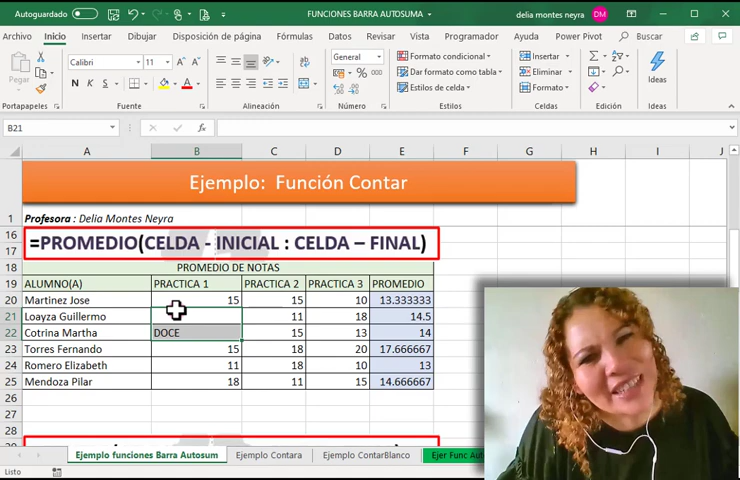 Autoguardado
FUNCIONES BARRA AUTOSUMA
delia montes neyra
DM
Archivo Inicio Insertar Dibujar Disposición de página Fórmulas Datos Revisar Vista Programador Ayuda Power Pivot Buscar
Pegar
Calibri 11
General
Formato condicional
Dar formato como tabla
Estilos de celda
Insertar
Eliminar
Formato
Ideas
N K S
Portapapeles Fuente Alineación Número Estilos Celdas Edición Ideas
B21 fx
A B C D E F G H I J
Ejemplo: Función Contar
1 Profesora : Delia Montes Neyra
16
17 =PROMEDIO(CELDA - INICIAL : CELDA – FINAL)
18 PROMEDIO DE NOTAS
19 ALUMNO(A) PRACTICA 1 PRACTICA 2 PRACTICA 3 PROMEDIO
20 Martinez Jose 15 15 10 13.333333
21 Loayza Guillermo 11 18 14.5
22 Cotrina Martha DOCE 15 13 14
23 Torres Fernando 15 18 20 17.666667
24 Romero Elizabeth 11 18 10 13
25 Mendoza Pilar 18 11 15 14.666667
26
27
28
Ejemplo funciones Barra Autosum Ejemplo Contara Ejemplo ContarBlanco Ejer Func Aut
Listo